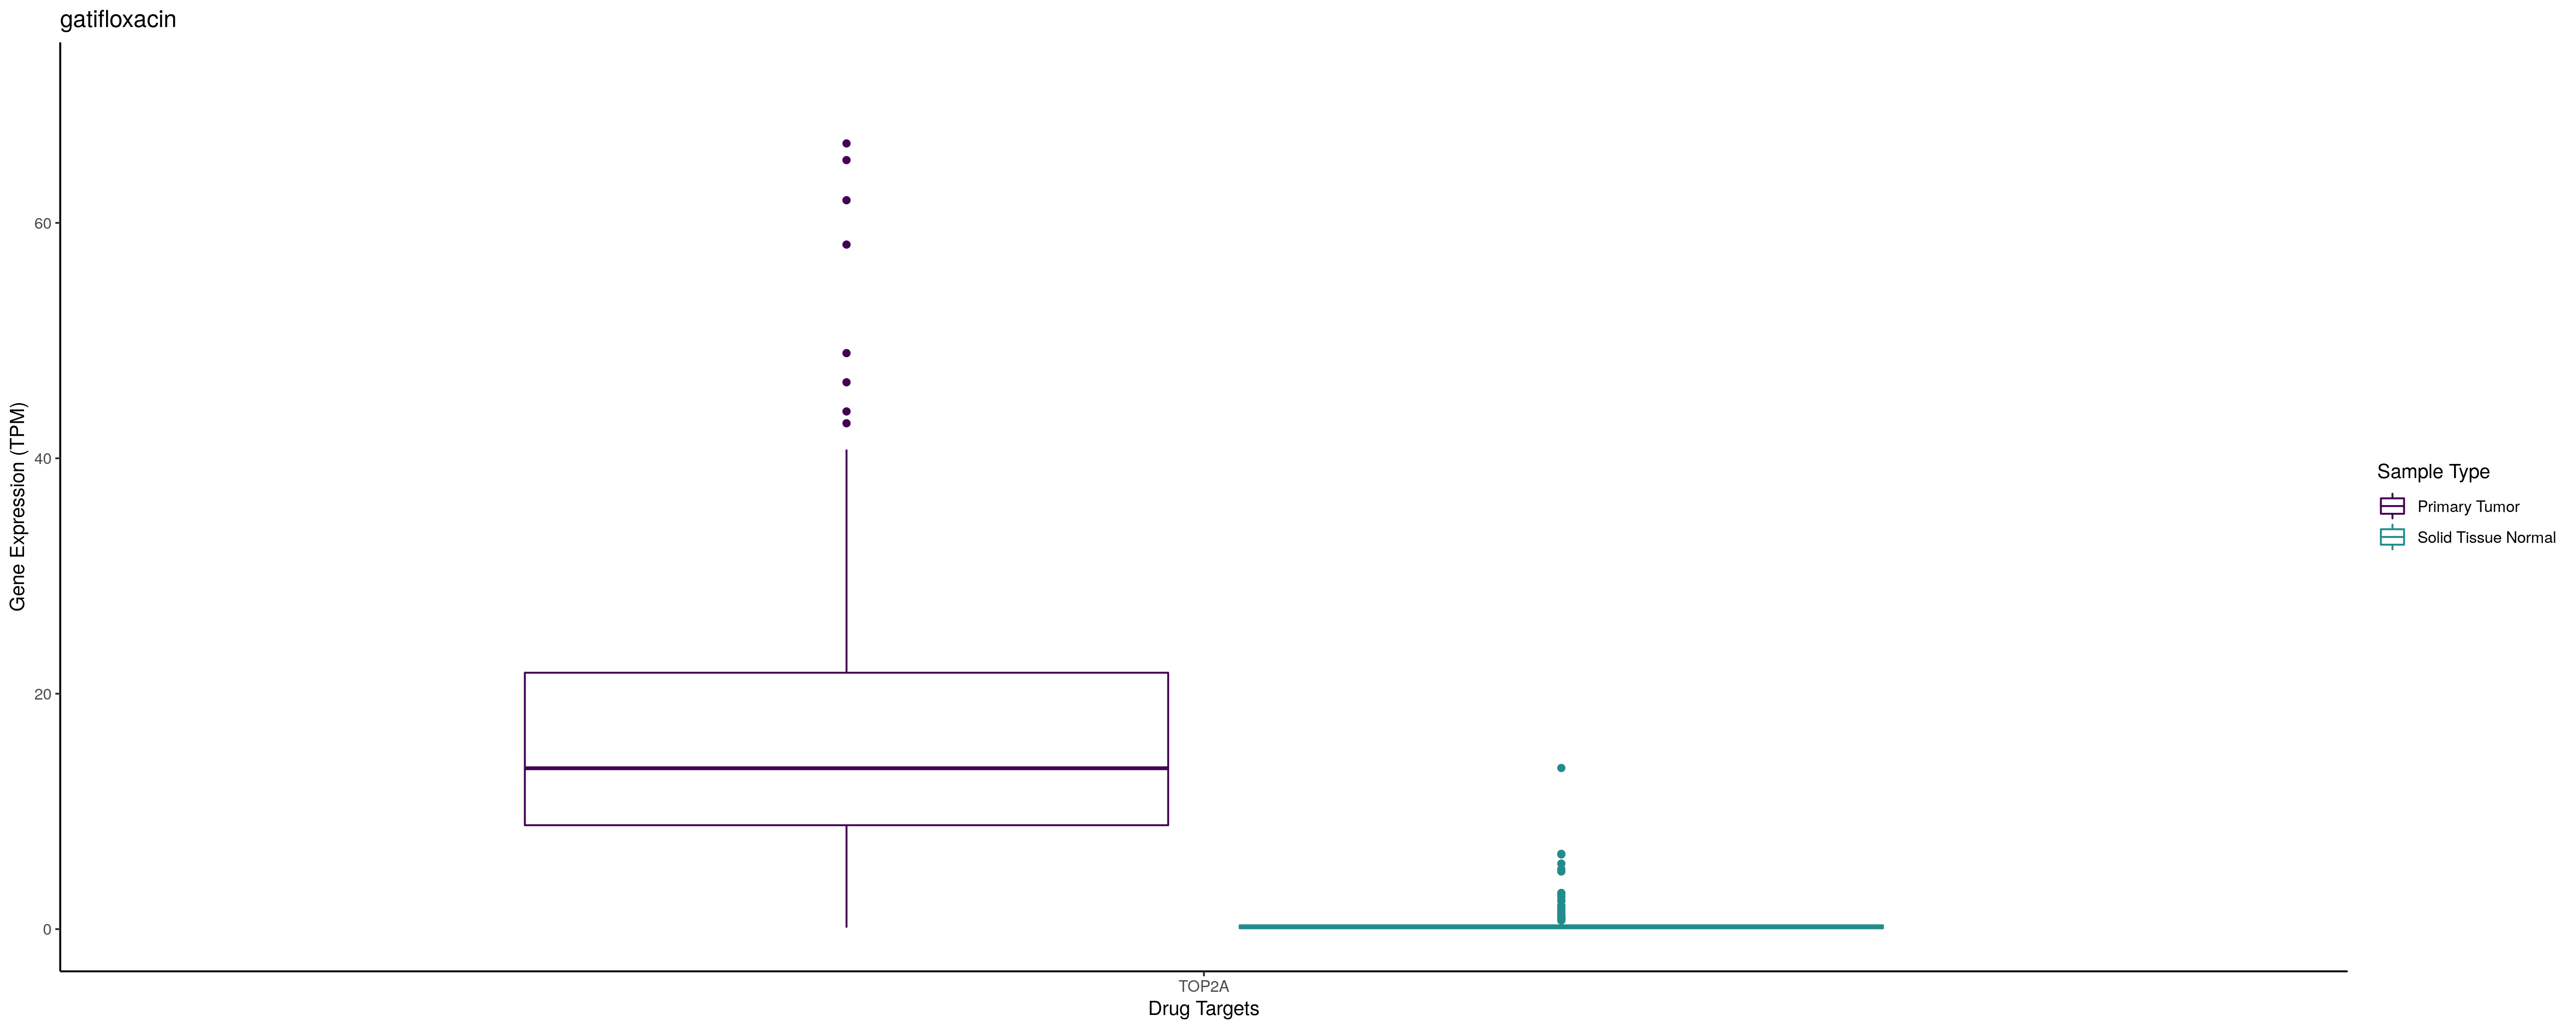 gatifloxacin
Gene Expression (TPM)
60
40
20
0
TOP2A
Drug Targets
Sample Type
Primary Tumor
Solid Tissue Normal